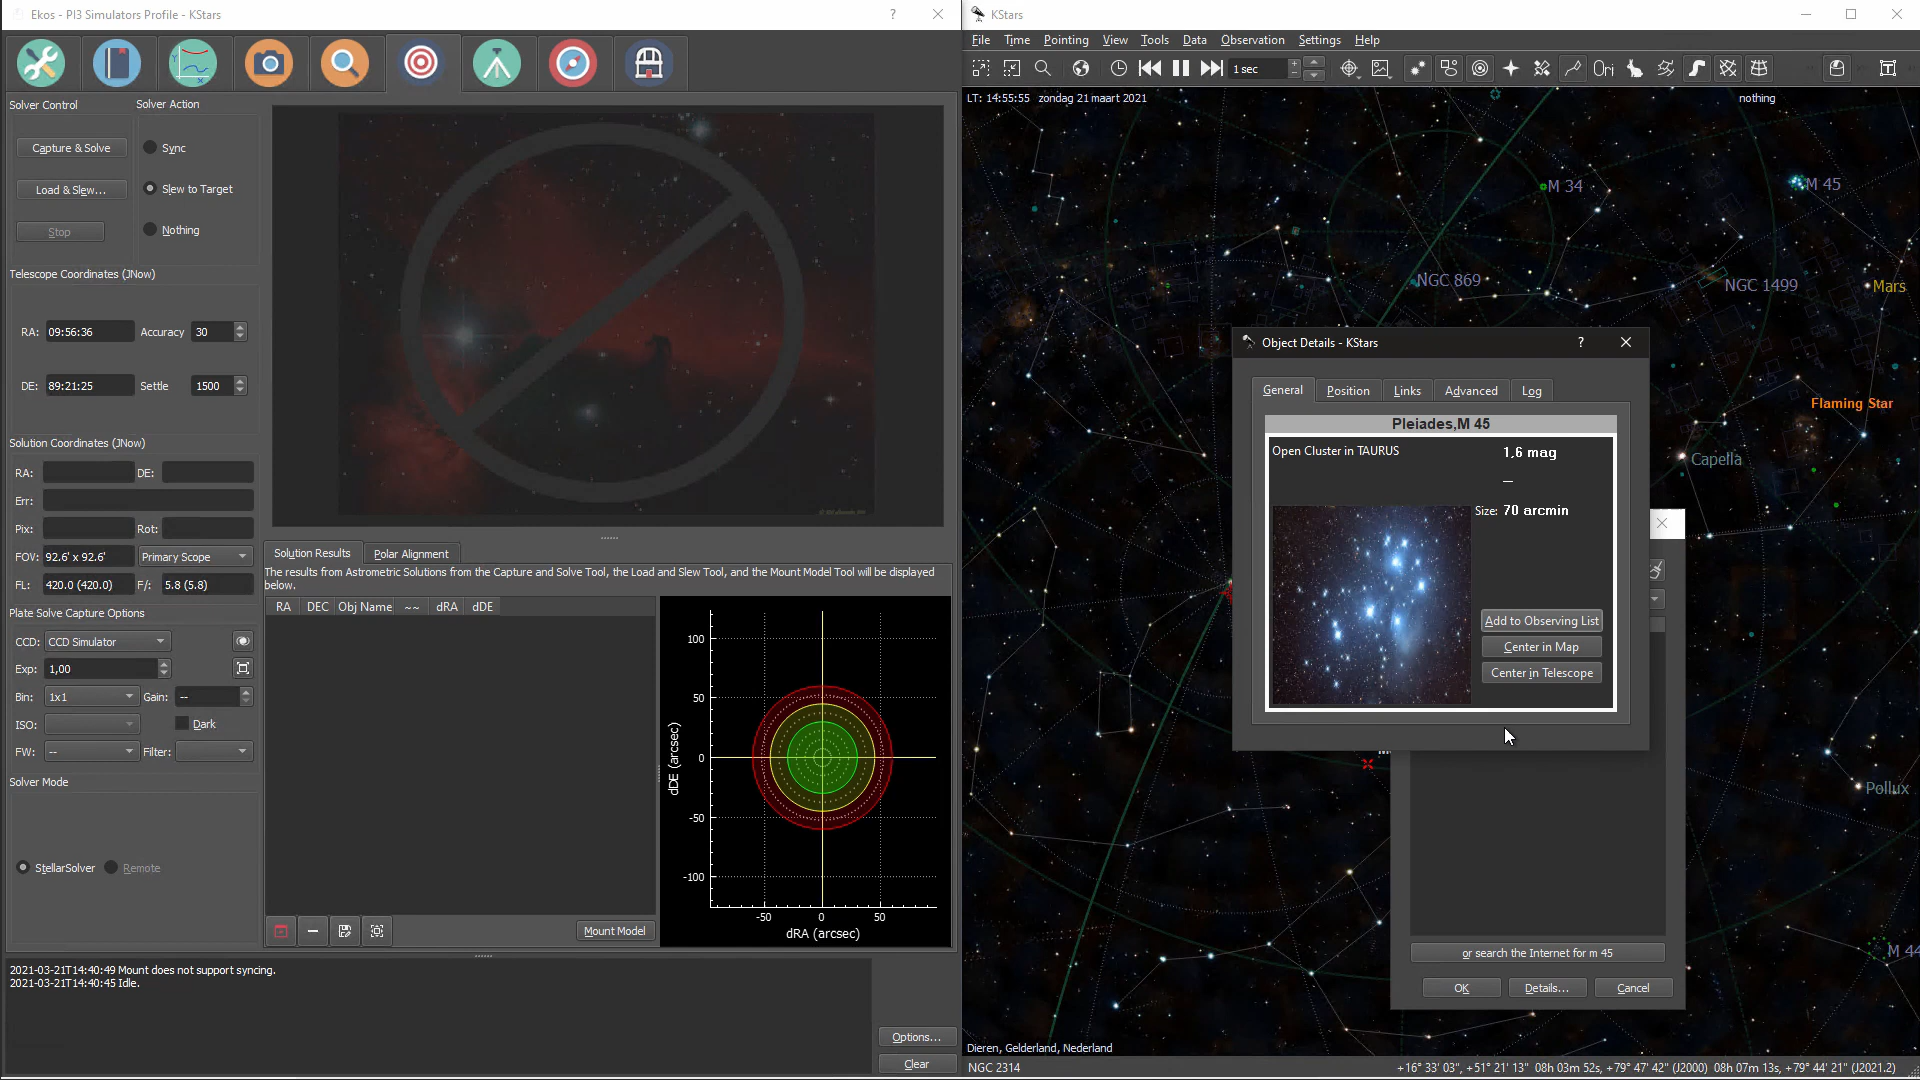 Ekos - PI3 Simulators Profile - KStars
?
Solver Control
Solver Action
Capture & Solve
Sync
Load & Slew...
Slew to Target
Stop
Nothing
Telescope Coordinates (JNow)
RA: 09:56:36 Accuracy 30
DE: 89:21:25 Settle 1500
Solution Coordinates (JNow)
RA: DE:
Err:
Pix: Rot:
FOV: 92.6' x 92.6' Primary Scope
FL: 420.0 (420.0) F/: 5.8 (5.8)
Plate Solve Capture Options
CCD: CCD Simulator
Exp: 1,00
Bin: 1x1 Gain: --
ISO: Dark
FW: -- Filter:
Solver Mode
StellarSolver Remote
Solution Results
Polar Alignment
The results from Astrometric Solutions from the Capture and Solve Tool, the Load and Slew Tool, and the Mount Model Tool will be displayed
below.
RA DEC Obj Name ~~ dRA dDE
100
50
0
-50
-100
dDE (arcsec)
-50 0 50
dRA (arcsec)
Mount Model
2021-03-21T14:40:49 Mount does not support syncing.
2021-03-21T14:40:45 Idle.
Options...
Clear
KStars
File Time Pointing View Tools Data Observation Settings Help
1 sec
Ori
T
LT: 14:55:55 zondag 21 maart 2021
nothing
M 34
M 45
NGC 869
NGC 1499
Mars
Flaming Star
Capella
Pollux
M 44
Object Details - KStars
?
General Position Links Advanced Log
Pleiades,M 45
Open Cluster in TAURUS
1,6 mag
--
Size: 70 arcmin
Add to Observing List
Center in Map
Center in Telescope
or search the Internet for m 45
OK Details... Cancel
Dieren, Gelderland, Nederland
NGC 2314
+16° 33' 03", +51° 21' 13" 08h 03m 52s, +79° 47' 42" (J2000) 08h 07m 13s, +79° 44' 21" (J2021.2)